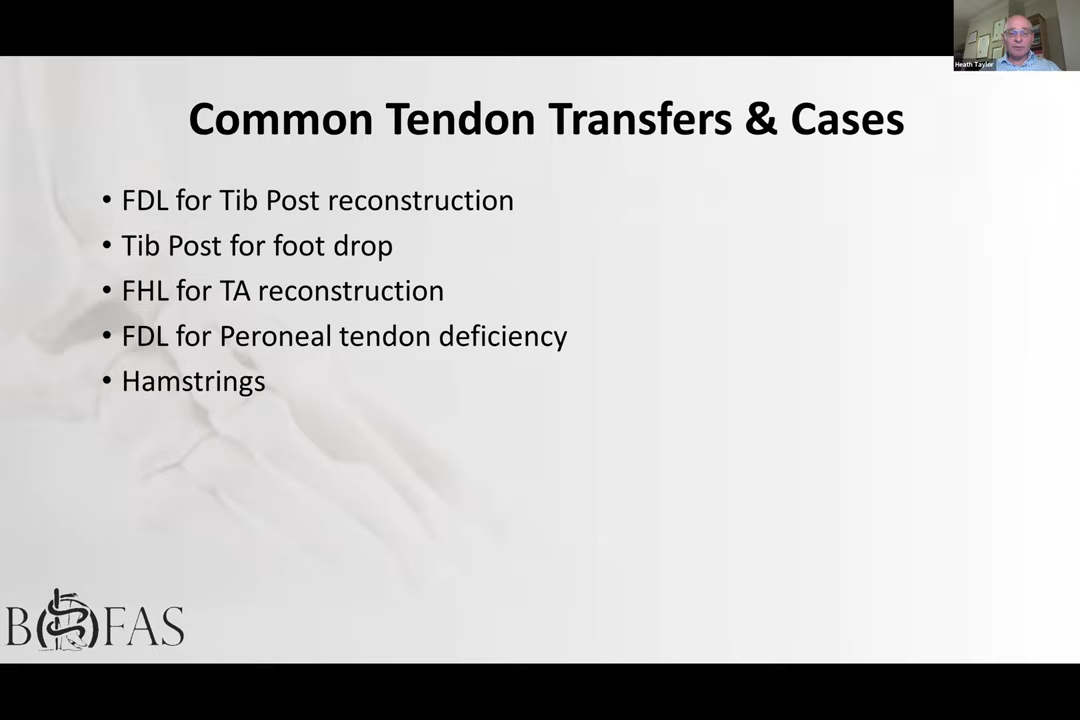 Heath Taylor
Common Tendon Transfers & Cases
• FDL for Tib Post reconstruction
• Tib Post for foot drop
• FHL for TA reconstruction
• FDL for Peroneal tendon deficiency
• Hamstrings
BOFAS